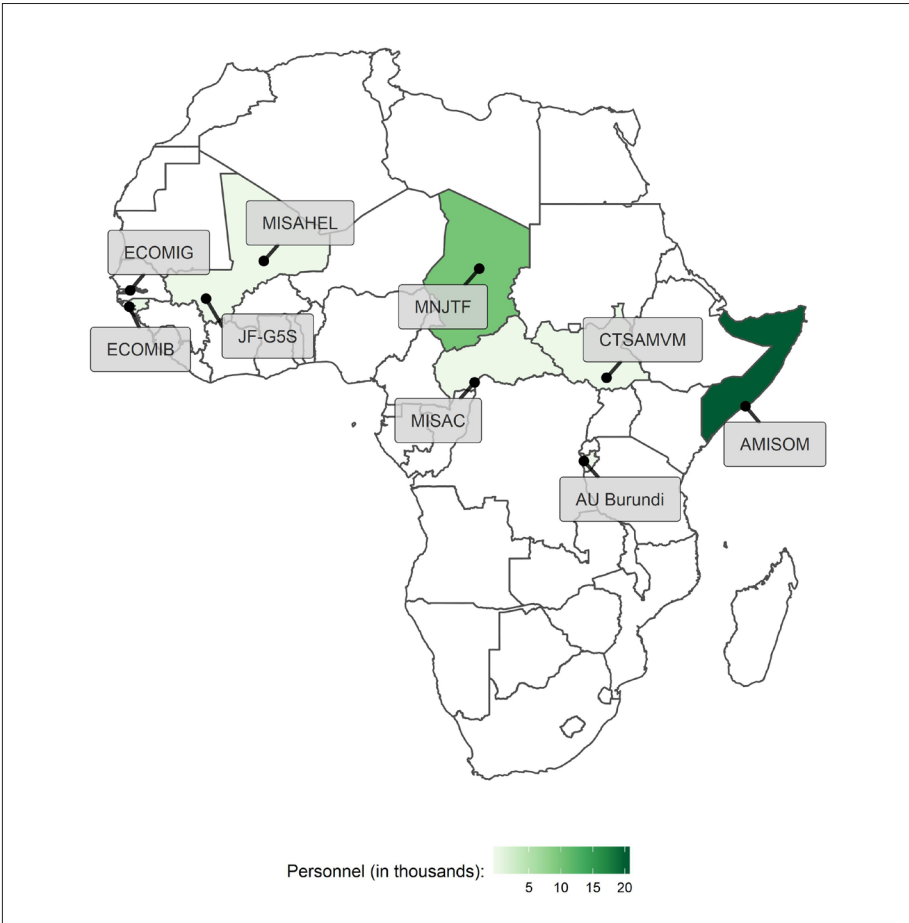 MISAHEL
ECOMIG
MNJTF
JF-G5S
CTSAMVM
ECOMIB
MISAC
AMISOM
AU Burundi
Personnel (in thousands):
5 10 15 20